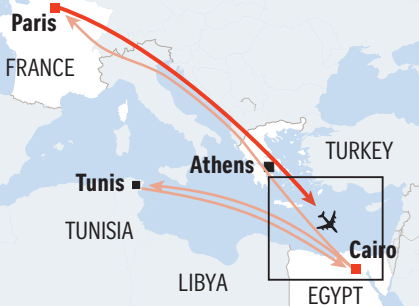 Paris
FRANCE
Athens
TURKEY
Tunis
TUNISIA
Cairo
LIBYA
EGYPT